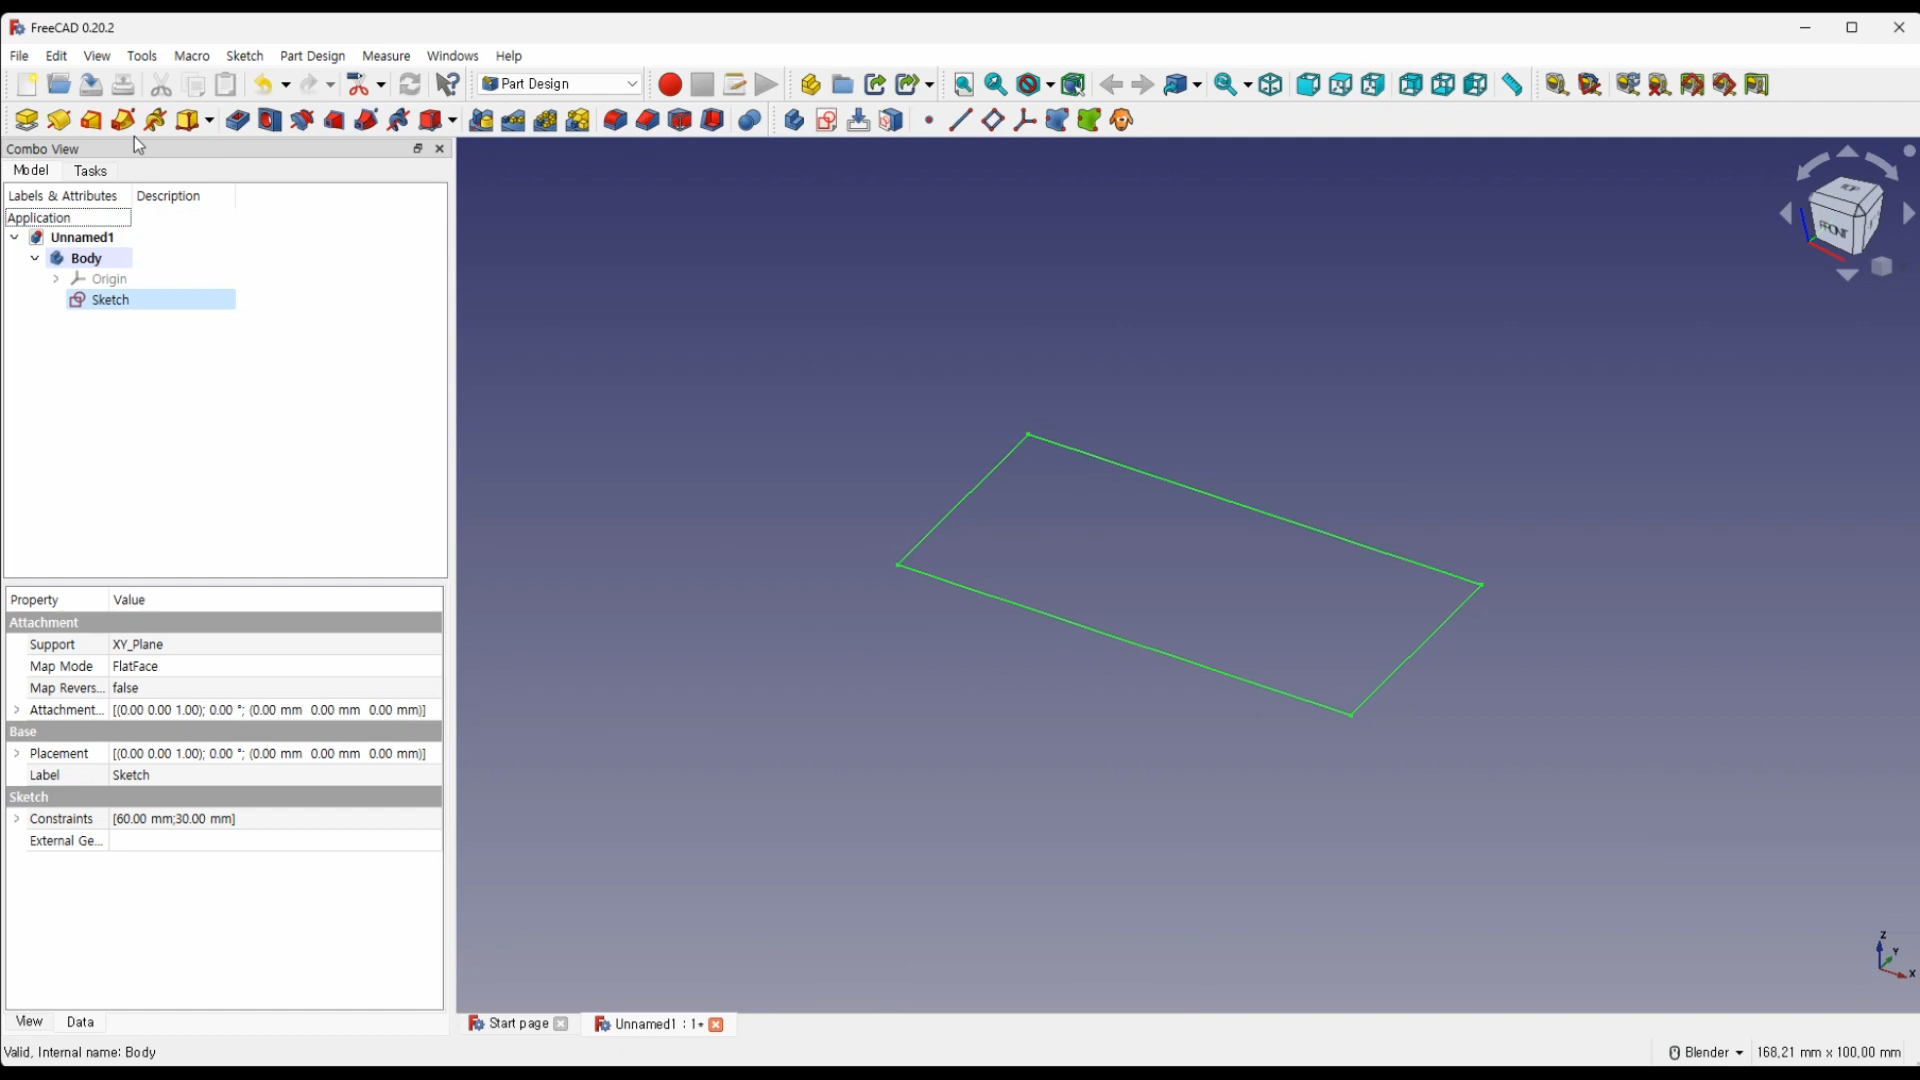 FreeCAD 0.20.2
File Edit View Tools Macro Sketch Part Design Measure Windows Help
Part Design
Combo View
Model Tasks
Labels & Attributes Description
Application
Unnamed1
Body
Origin
Sketch
TOP
FRONT
Property Value
Attachment
Support XY_Plane
Map Mode FlatFace
Map Revers... false
Attachment... [(0.00 0.00 1.00); 0.00 °; (0.00 mm 0.00 mm 0.00 mm)]
Base
Placement [(0.00 0.00 1.00); 0.00 °; (0.00 mm 0.00 mm 0.00 mm)]
Label Sketch
Sketch
Constraints [60.00 mm;30.00 mm]
External Ge...
Z
Y
X
View Data
Start page Unnamed1 : 1*
Valid, Internal name: Body
Blender 168,21 mm x 100,00 mm